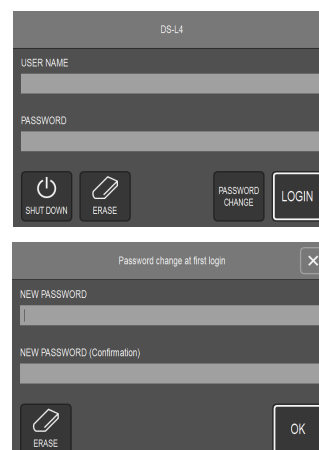 DS-L4
USER NAME
PASSWORD
SHUT DOWN
ERASE
PASSWORD
CHANGE
LOGIN
Password change at first login
NEW PASSWORD
NEW PASSWORD (Confirmation)
ERASE
OK